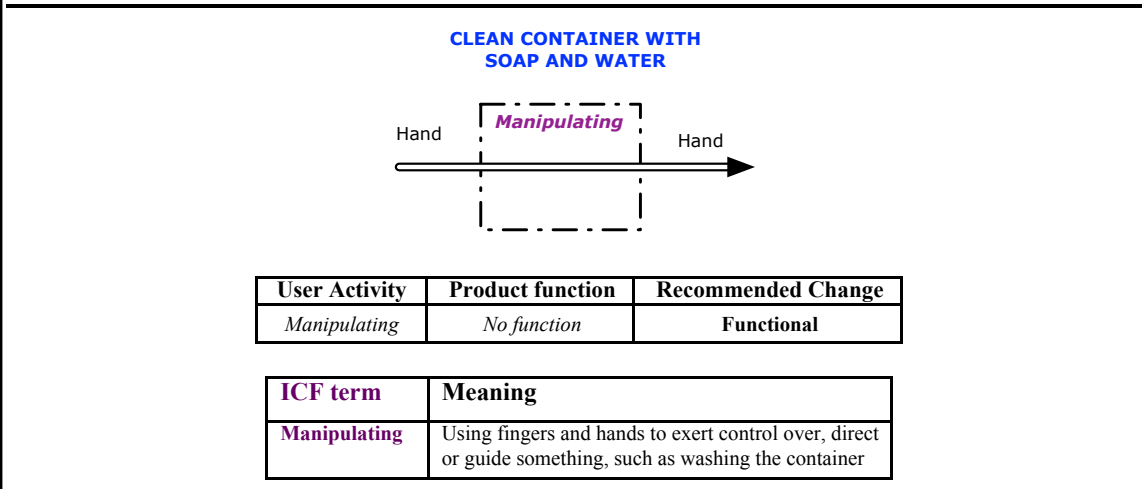 CLEAN CONTAINER WITH
SOAP AND WATER
Hand
Manipulating
Hand
User Activity Product function Recommended Change
Manipulating No function Functional
ICF term Meaning
Manipulating Using fingers and hands to exert control over, direct
or guide something, such as washing the container